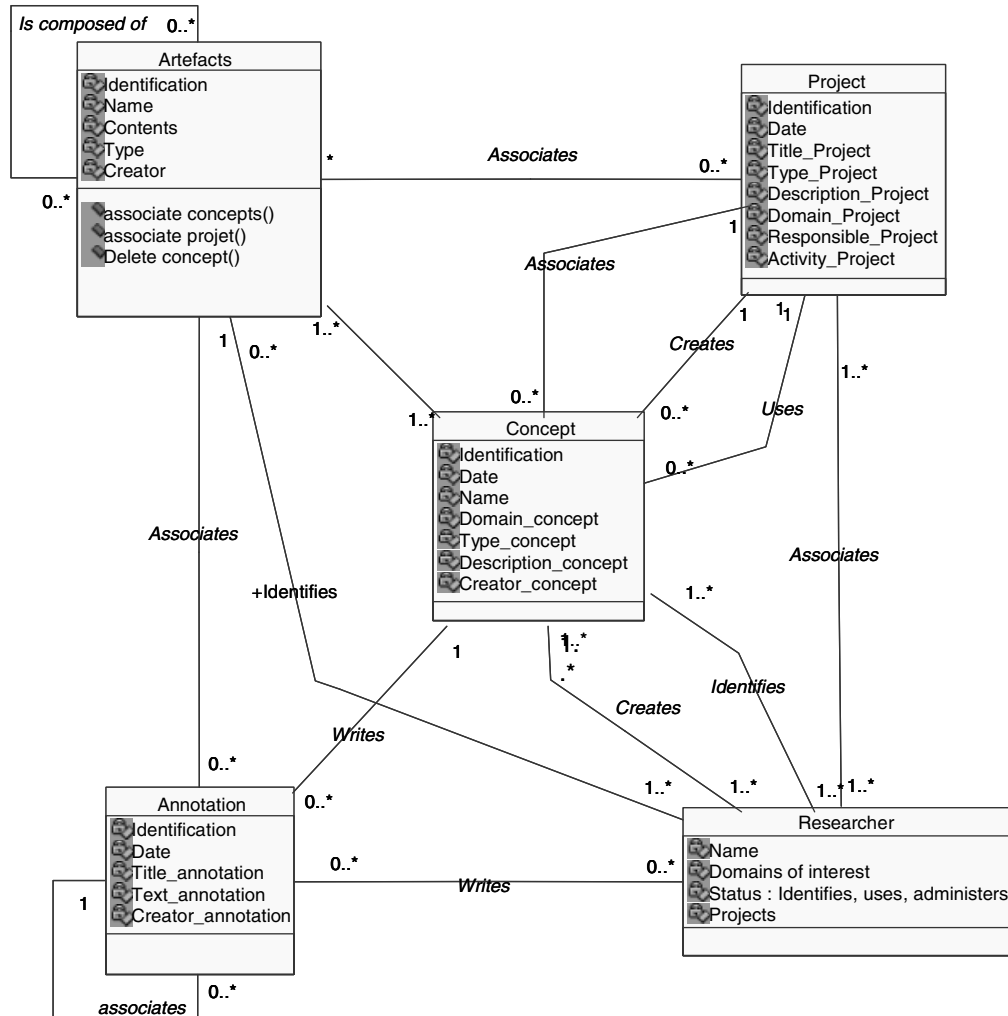 Is composed of 0..*
Artefacts
Identification
Name
Contents
Type
Creator
associate concepts()
associate projet()
Delete concept()
0..*
*
Associates
0..*
Project
Identification
Date
Title_Project
Type_Project
Description_Project
Domain_Project
Responsible_Project
Activity_Project
1
Associates
0..*
1..*
1..*
1
Creates
0..*
1
Uses
0..*
1
0..*
1..*
Concept
Identification
Date
Name
Domain_concept
Type_concept
Description_concept
Creator_concept
Associates
+Identifies
Associates
1..*
1
1..*
1.
.*
Identifies
Creates
Writes
0..*
0..*
1..*
1..*
1..*
1..*
Annotation
Identification
Date
Title_annotation
Text_annotation
Creator_annotation
0..*
Writes
0..*
Researcher
Name
Domains of interest
Status : Identifies, uses, administers
Projects
1
0..*
associates